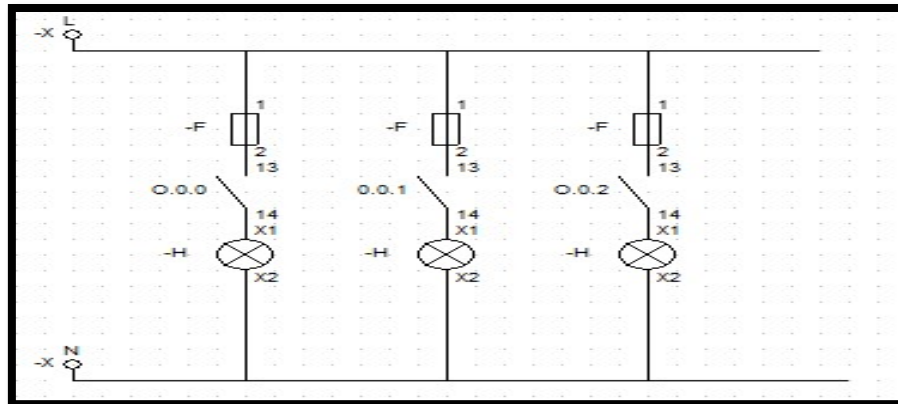 -X L
1 1 1
-F -F -F
2 2 2
13 13 13
O.0.0 0.0.1 O.0.2
14 14 14
X1 X1 X1
-H -H -H
X2 X2 X2
-X N